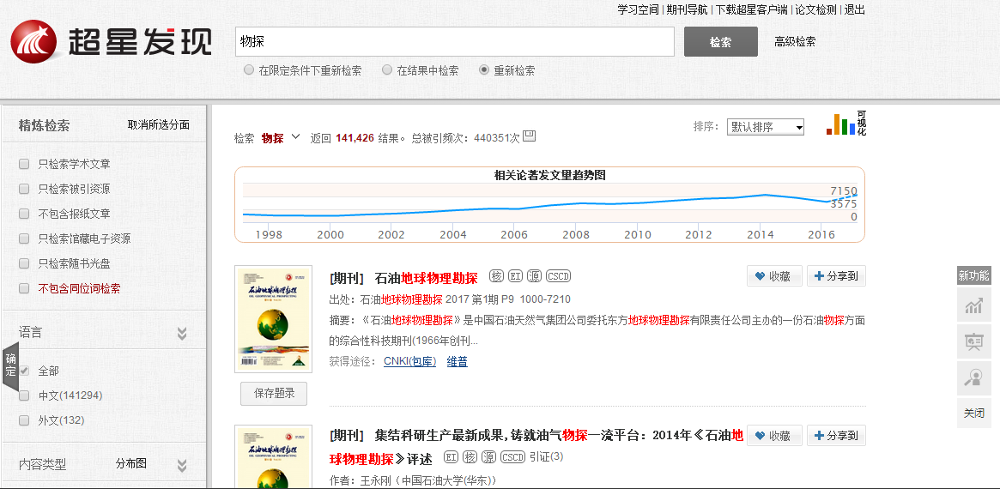 学习空间 | 期刊导航 | 下载超星客户端 | 论文检测 | 退出
超星发现
物探
检索
高级检索
在限定条件下重新检索 在结果中检索 重新检索
精炼检索 取消所选分面
只检索学术文章
只检索被引资源
不包含报纸文章
只检索馆藏电子资源
只检索随书光盘
不包含同位词检索
语言
确定
全部
中文(141294)
外文(132)
内容类型 分布图
检索 物探 返回 141,426 结果。总被引频次: 440351次
排序: 默认排序
可视化
相关论著发文量趋势图
7150
3575
0
1998 2000 2002 2004 2006 2008 2010 2012 2014 2016
石油地球物理勘探
[期刊] 石油地球物理勘探 核 EI 源 CSCD
收藏 分享到
出处: 石油地球物理勘探 2017 第1期 P9 1000-7210
摘要: 《石油地球物理勘探》是中国石油天然气集团公司委托东方地球物理勘探有限责任公司主办的一份石油物探方面
的综合性科技期刊(1966年创刊...
获得途径: CNKI(包库) 维普
保存题录
石油地球物理勘探
[期刊] 集结科研生产最新成果,铸就油气物探一流平台: 2014年《石油地
球物理勘探》评述 EI 核 源 CSCD 引证(3)
收藏 分享到
作者: 王永刚（中国石油大学(华东)）
新功能
关闭